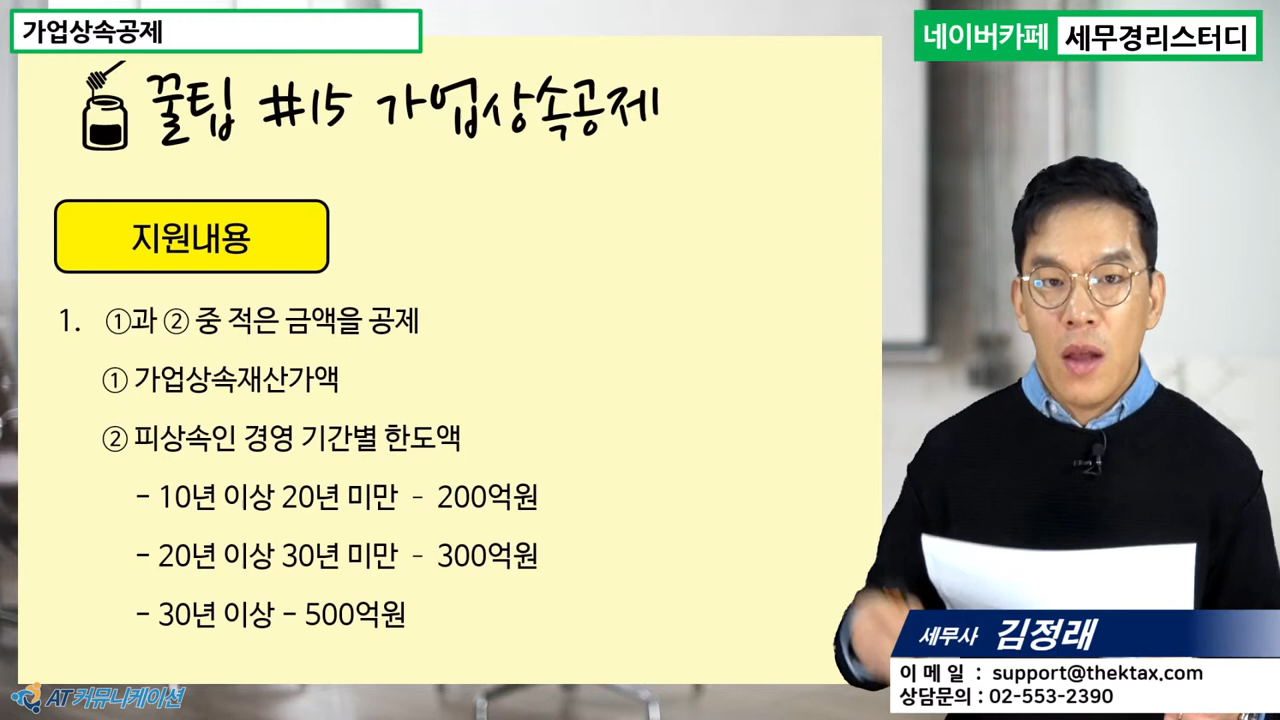 가업상속공제
네이버카페 세무경리스터디
꿀팁 #15 가업상속공제
지원내용
1. ①과 ② 중 적은 금액을 공제
① 가업상속재산가액
② 피상속인 경영 기간별 한도액
- 10년 이상 20년 미만 - 200억원
- 20년 이상 30년 미만 - 300억원
- 30년 이상 - 500억원
세무사 김정래
이 메 일 : support@thektax.com
상담문의 : 02-553-2390
AT커뮤니케이션